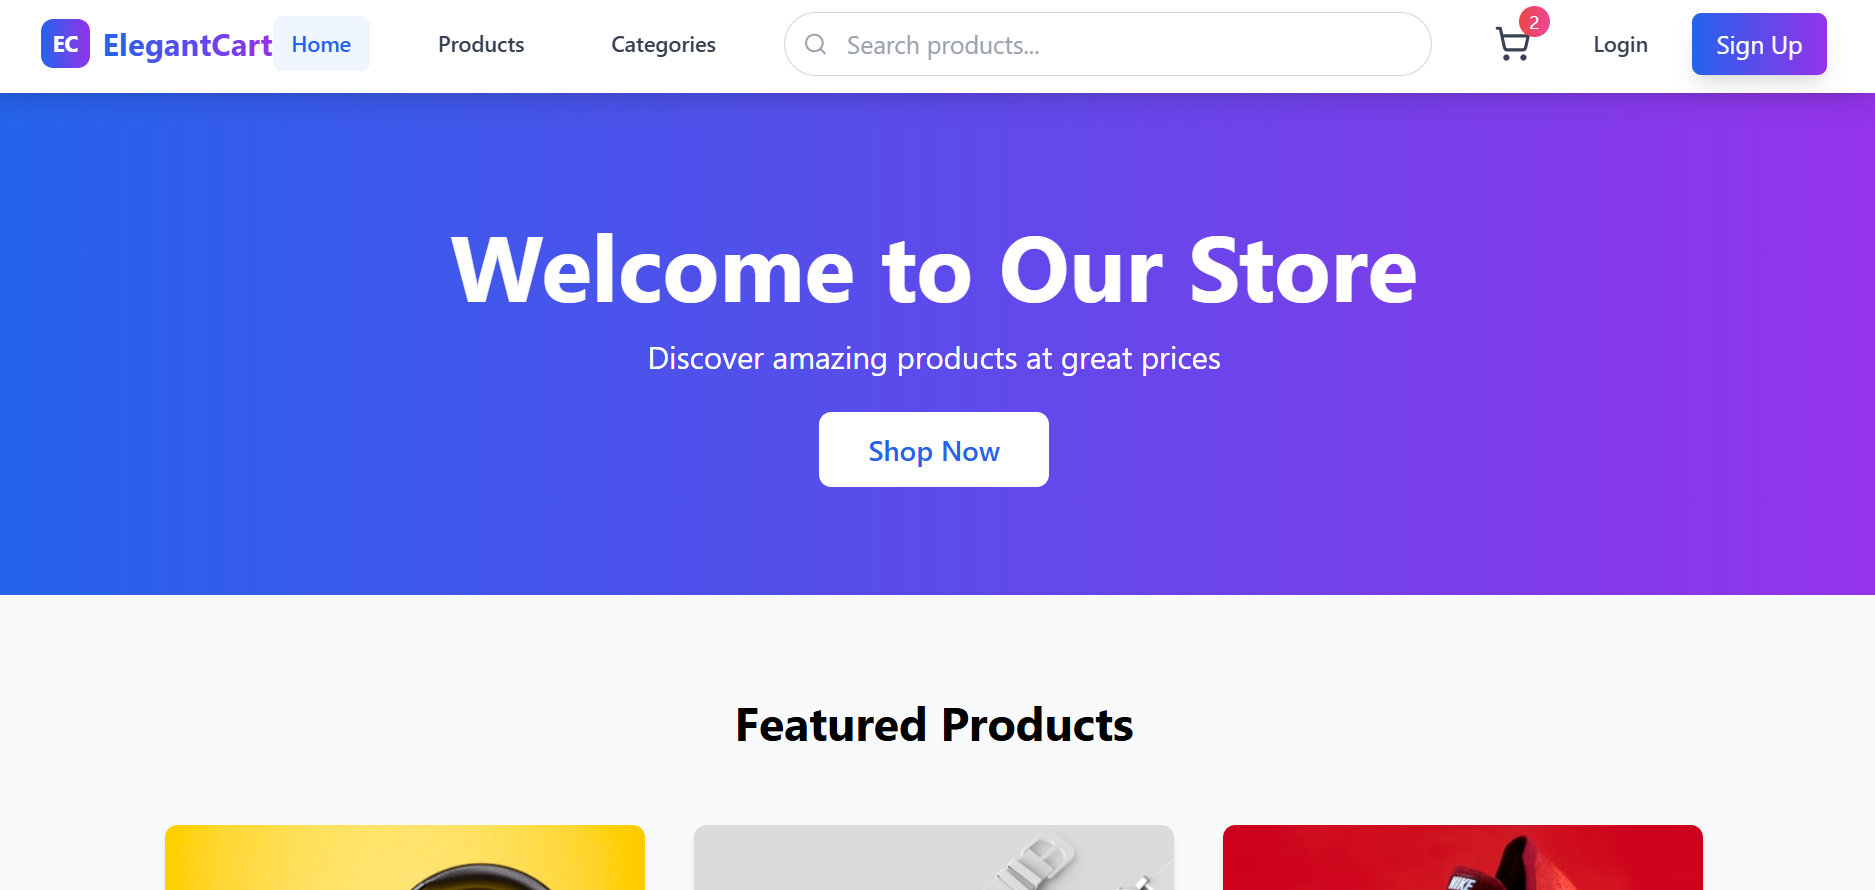 EC ElegantCart Home Products Categories Search products... 2 Login Sign Up
Welcome to Our Store
Discover amazing products at great prices
Shop Now
Featured Products
NIKE